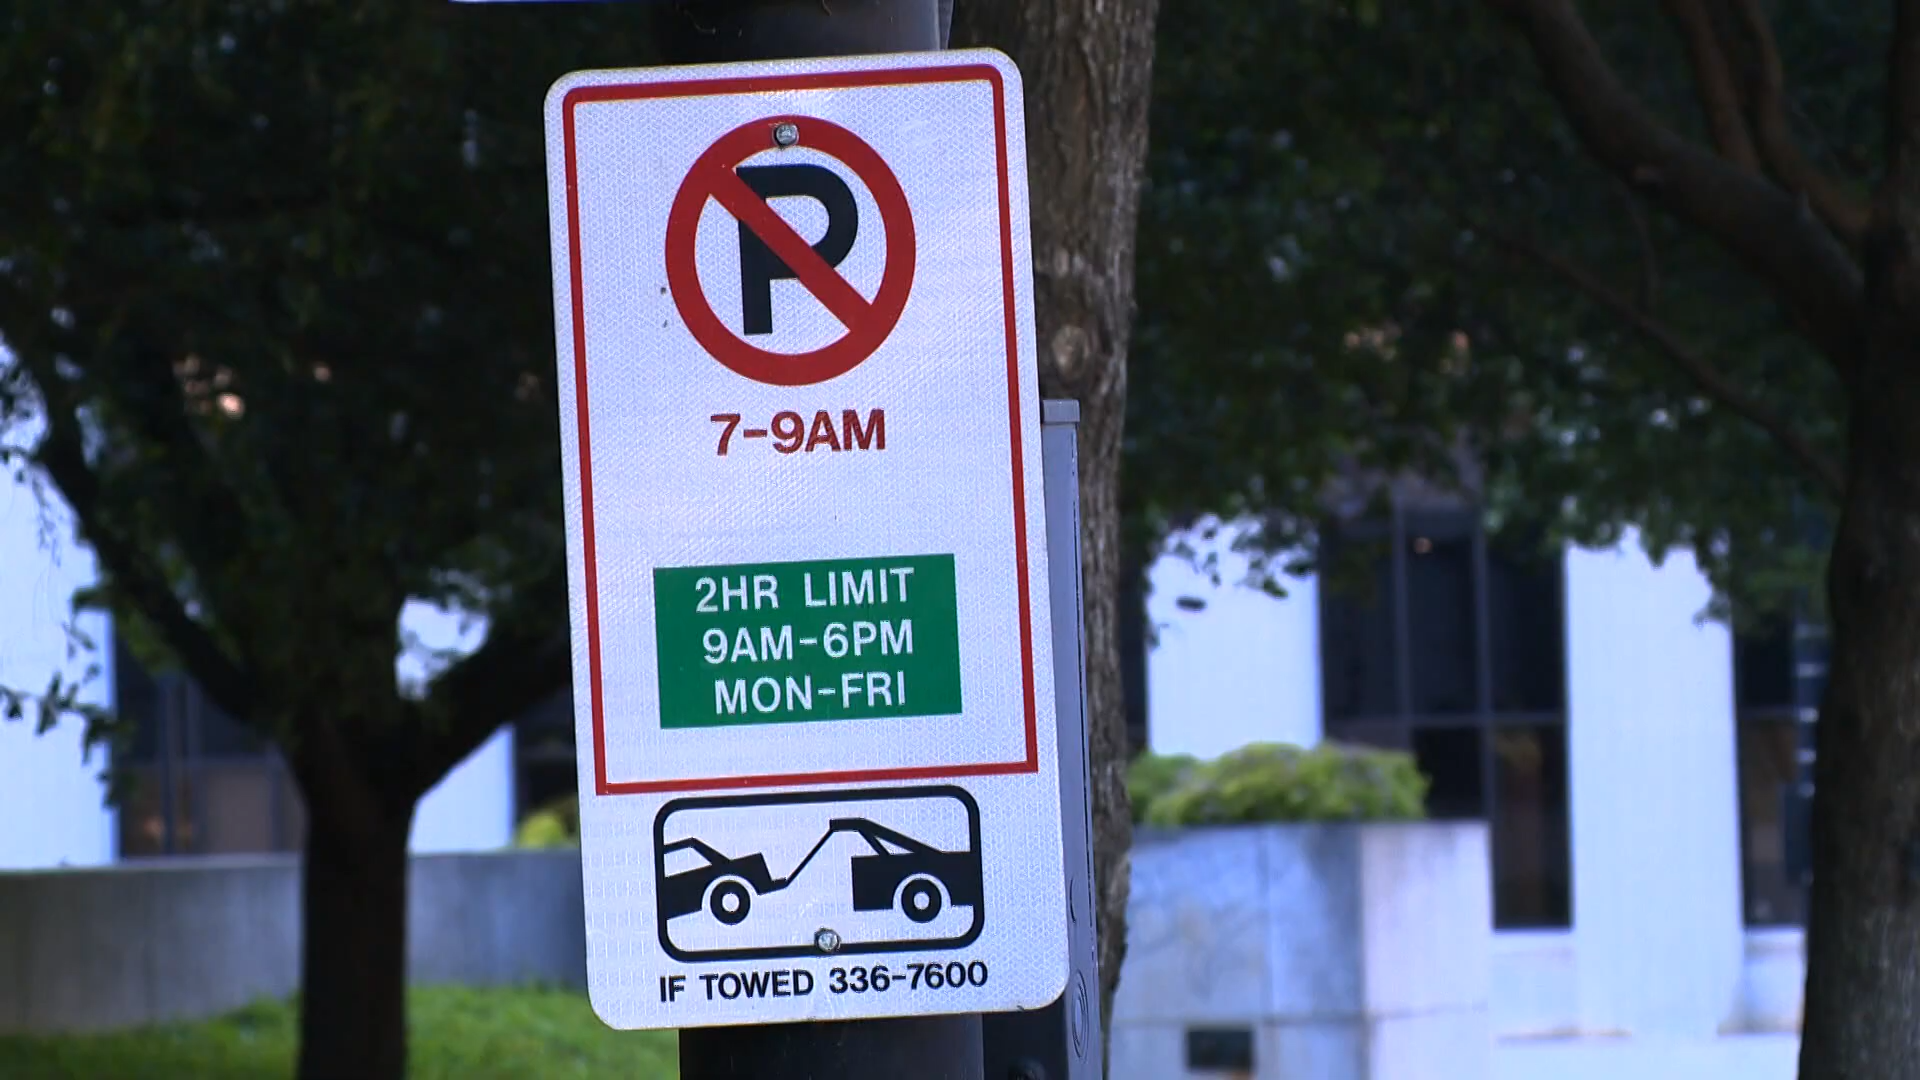 P
7-9AM
2HR LIMIT
9AM-6PM
MON-FRI
IF TOWED 336-7600